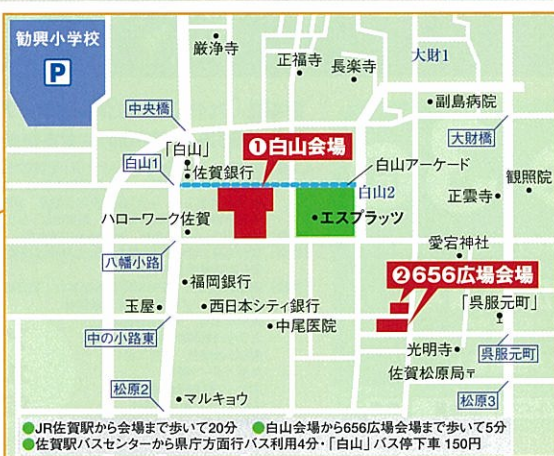 勧興小学校
P
厳浄寺
正福寺
長楽寺
大財1
副島病院
中央橋
「白山」
佐賀銀行
❶白山会場
白山アーケード
大財橋
白山1
白山2
観照院
正雲寺
ハローワーク佐賀
エスプラッツ
愛宕神社
八幡小路
❷656広場会場
福岡銀行
西日本シティ銀行
玉屋
「呉服元町」
中尾医院
中の小路東
光明寺
呉服元町
佐賀松原局〒
松原2
マルキョウ
松原3
●JR佐賀駅から会場まで歩いて20分 ●白山会場から656広場会場まで歩いて5分
●佐賀駅バスセンターから県庁方面行バス利用4分・「白山」バス停下車 150円